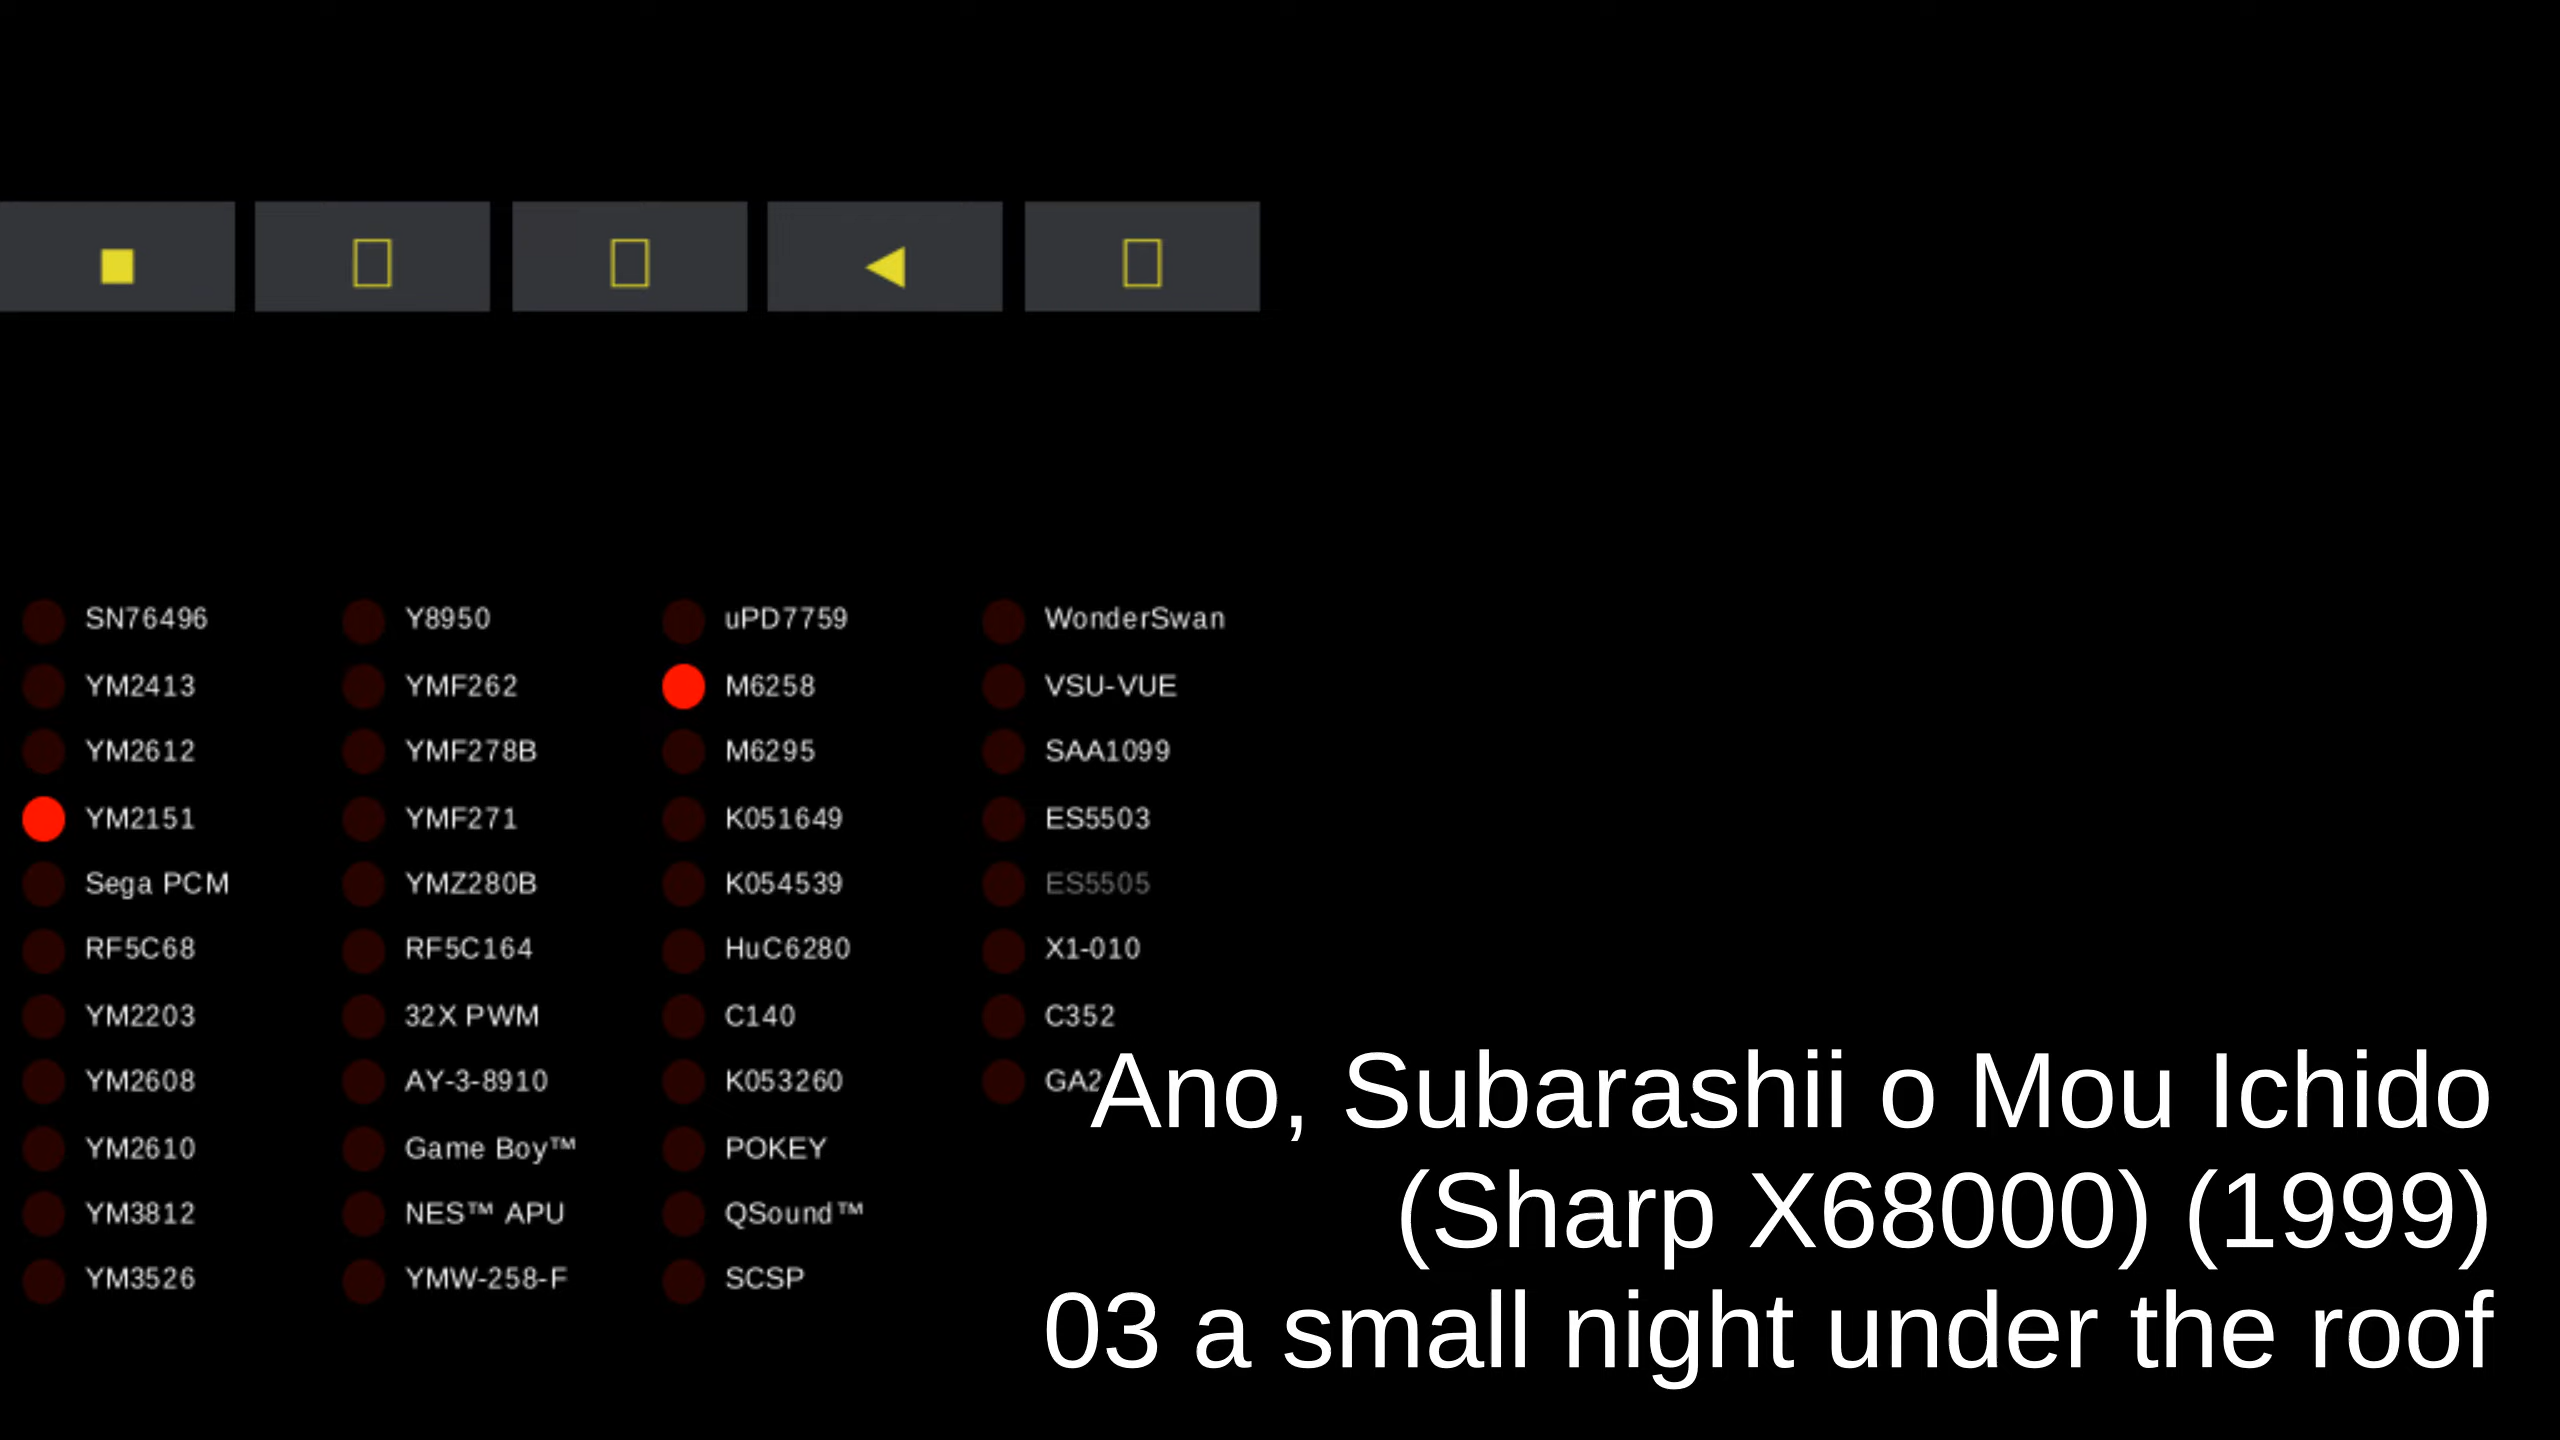 SN76496 Y8950 uPD7759 WonderSwan
YM2413 YMF262 M6258 VSU-VUE
YM2612 YMF278B M6295 SAA1099
YM2151 YMF271 K051649 ES5503
Sega PCM YMZ280B K054539 ES5505
RF5C68 RF5C164 HuC6280 X1-010
YM2203 32X PWM C140 C352
YM2608 AY-3-8910 K053260
YM2610 Game Boy™ POKEY
YM3812 NES™ APU QSound™
YM3526 YMW-258-F SCSP
Ano, Subarashii o Mou Ichido
(Sharp X68000) (1999)
03 a small night under the roof